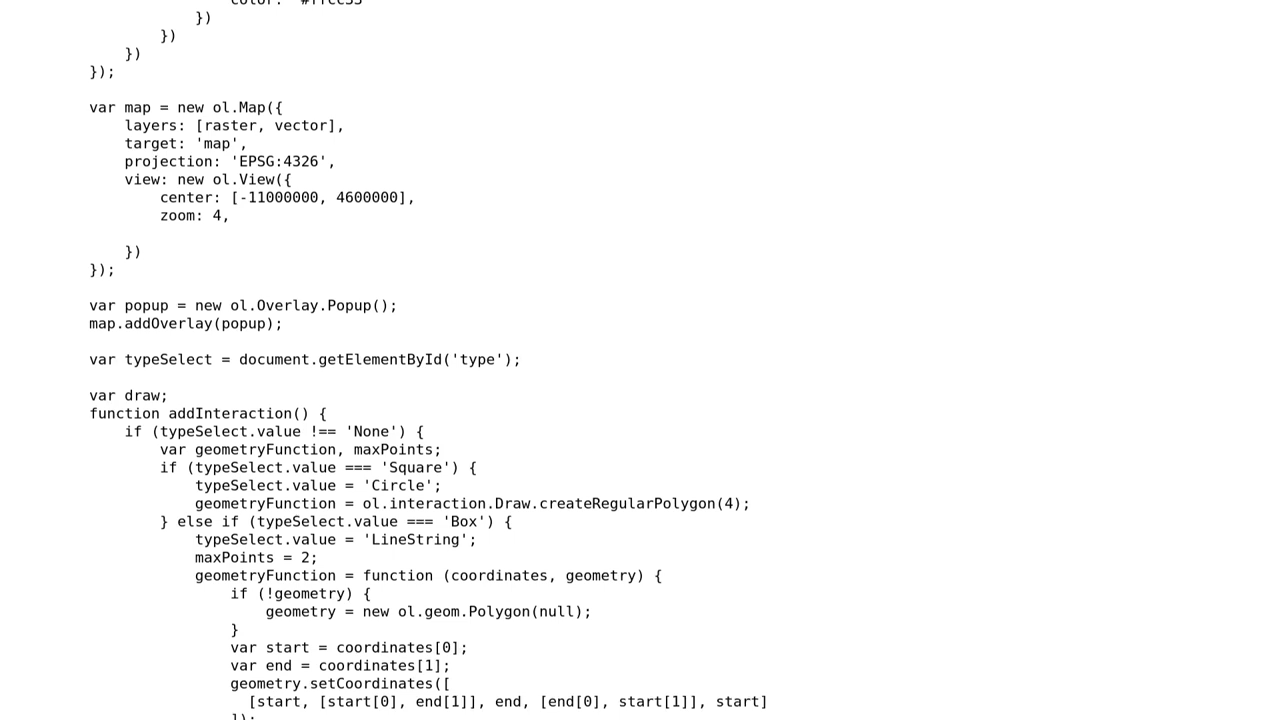 color: '#ffcc33'
})
})
})
});
var map = new ol.Map({
layers: [raster, vector],
target: 'map',
projection: 'EPSG:4326',
view: new ol.View({
center: [-11000000, 4600000],
zoom: 4,
})
});
var popup = new ol.Overlay.Popup();
map.addOverlay(popup);
var typeSelect = document.getElementById('type');
var draw;
function addInteraction() {
if (typeSelect.value !== 'None') {
var geometryFunction, maxPoints;
if (typeSelect.value === 'Square') {
typeSelect.value = 'Circle';
geometryFunction = ol.interaction.Draw.createRegularPolygon(4);
} else if (typeSelect.value === 'Box') {
typeSelect.value = 'LineString';
maxPoints = 2;
geometryFunction = function (coordinates, geometry) {
if (!geometry) {
geometry = new ol.geom.Polygon(null);
}
var start = coordinates[0];
var end = coordinates[1];
geometry.setCoordinates([
[start, [start[0], end[1]], end, [end[0], start[1]], start]
]);